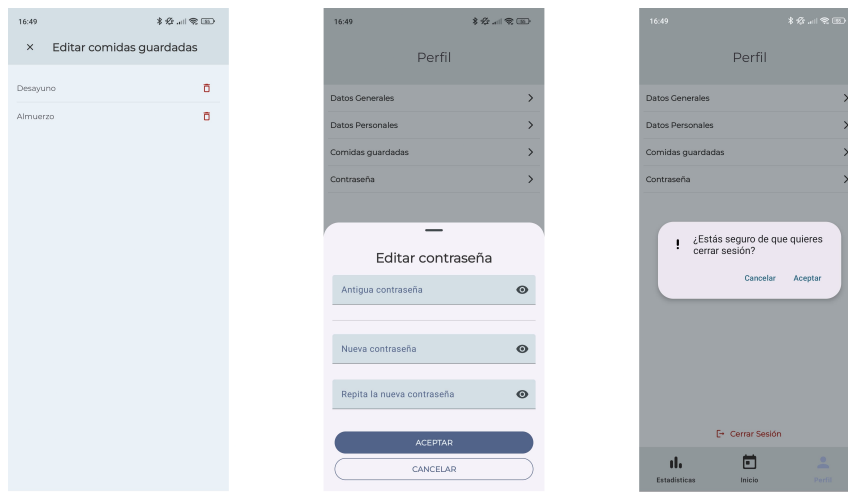 16:49
Editar comidas guardadas
Desayuno
Almuerzo
16:49
Perfil
Datos Generales
Datos Personales
Comidas guardadas
Contraseña
Editar contraseña
Antigua contraseña
Nueva contraseña
Repita la nueva contraseña
ACEPTAR
CANCELAR
16:49
Perfil
Datos Generales
Datos Personales
Comidas guardadas
Contraseña
¿Estás seguro de que quieres
cerrar sesión?
Cancelar Aceptar
Cerrar Sesión
Estadísticas Inicio Perfil